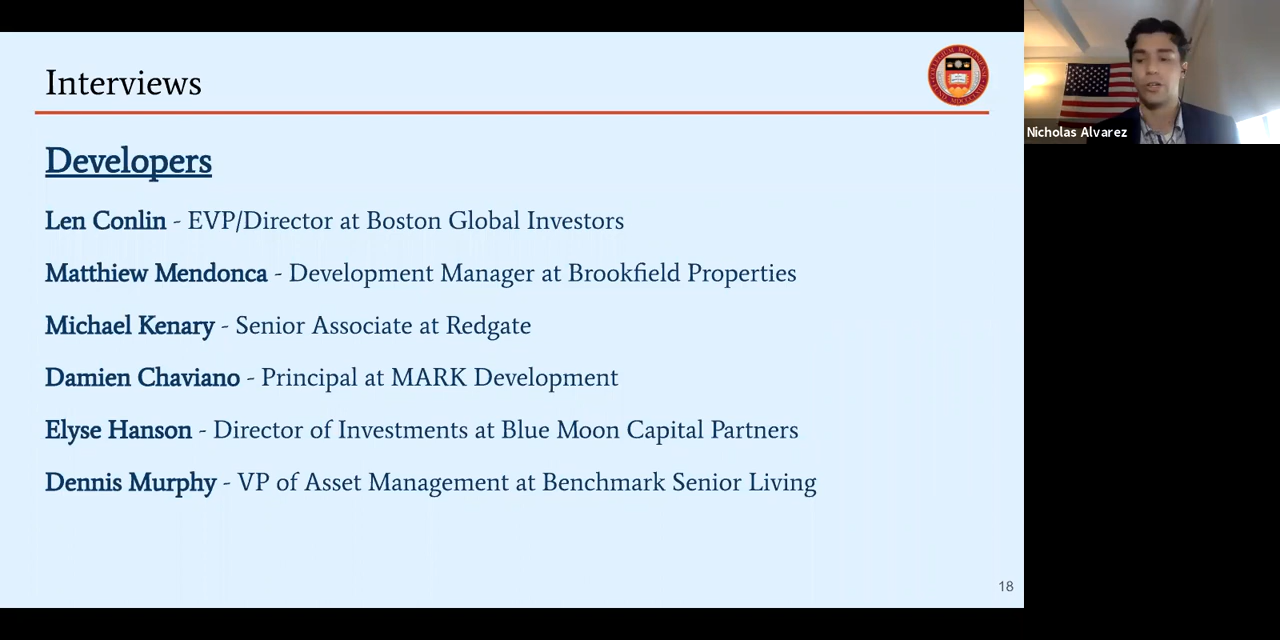 Interviews
Developers
Len Conlin - EVP/Director at Boston Global Investors
Matthiew Mendonca - Development Manager at Brookfield Properties
Michael Kenary - Senior Associate at Redgate
Damien Chaviano - Principal at MARK Development
Elyse Hanson - Director of Investments at Blue Moon Capital Partners
Dennis Murphy - VP of Asset Management at Benchmark Senior Living
18
Nicholas Alvarez